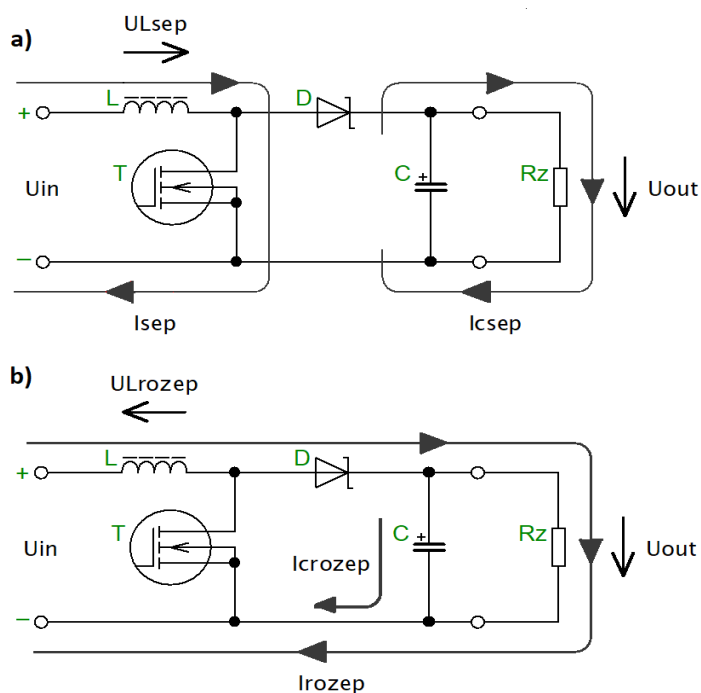 ULsep
a)
L
D
+
T
C
+
Rz
Uin
Uout
−
Isep
Icsep
b)
ULrozep
L
D
+
T
C
+
Rz
Uin
Icrozep
Uout
−
Irozep